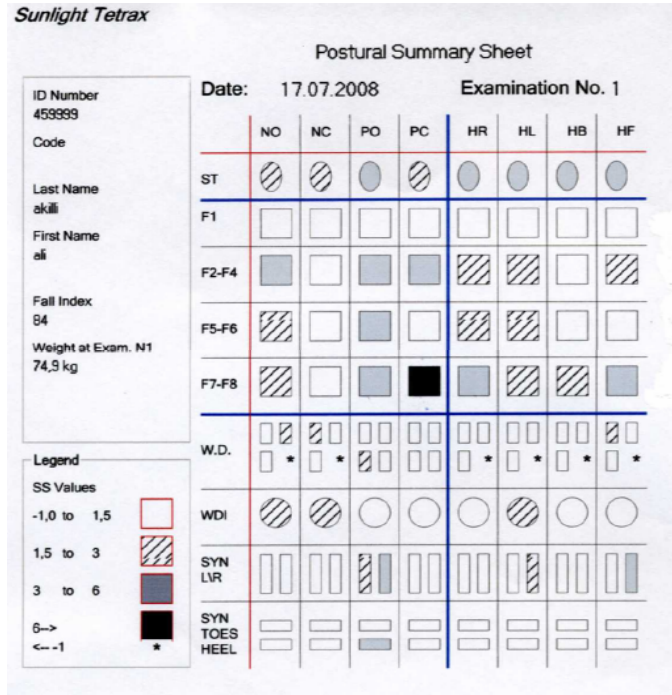 Sunlight Tetrax
Postural Summary Sheet
Date: 17.07.2008 Examination No. 1
ID Number
459999
Code
Last Name
akilli
First Name
ali
Fall Index
84
Weight at Exam. N1
74,9 kg
NO NC PO PC HR HL HB HF
ST
F1
F2-F4
F5-F6
F7-F8
W.D.
* * * * * *
WDI
SYN
L\R
SYN
TOES
HEEL
Legend
SS Values
-1,0 to 1,5
1,5 to 3
3 to 6
6-->
<-- -1 *